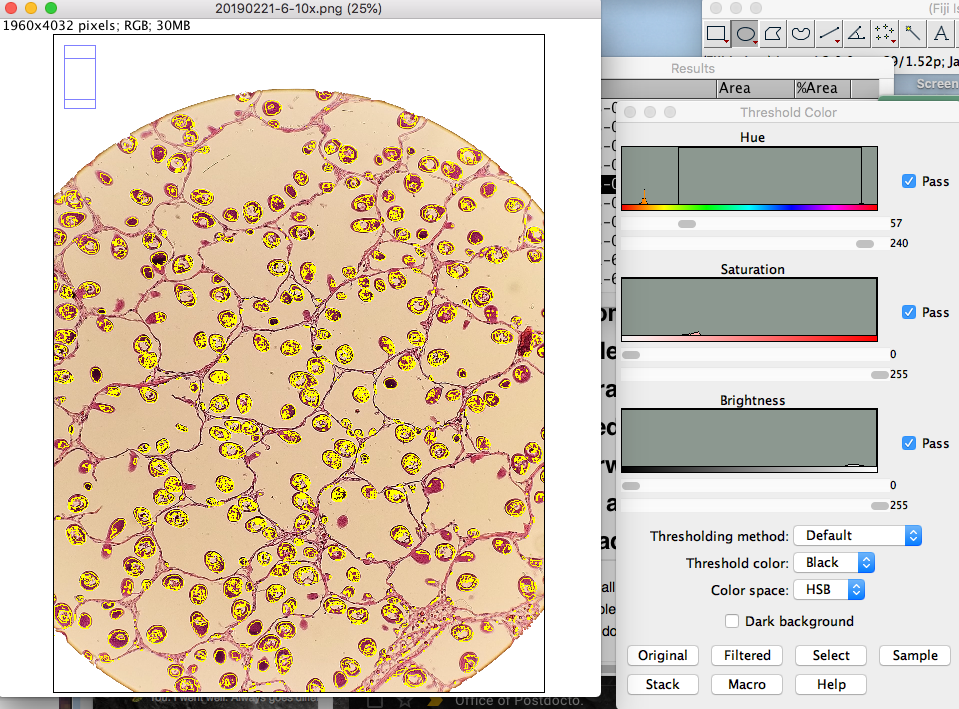 20190221-6-10x.png (25%)
1960x4032 pixels; RGB; 30MB
(Fiji Is
A
9/1.52p; Ja
Results
Screen
Area %Area
Threshold Color
Hue
Pass
57
240
Saturation
Pass
0
255
Brightness
Pass
0
255
Thresholding method: Default
Threshold color: Black
Color space: HSB
Dark background
Original Filtered Select Sample
Stack Macro Help
Office of Postdocto.